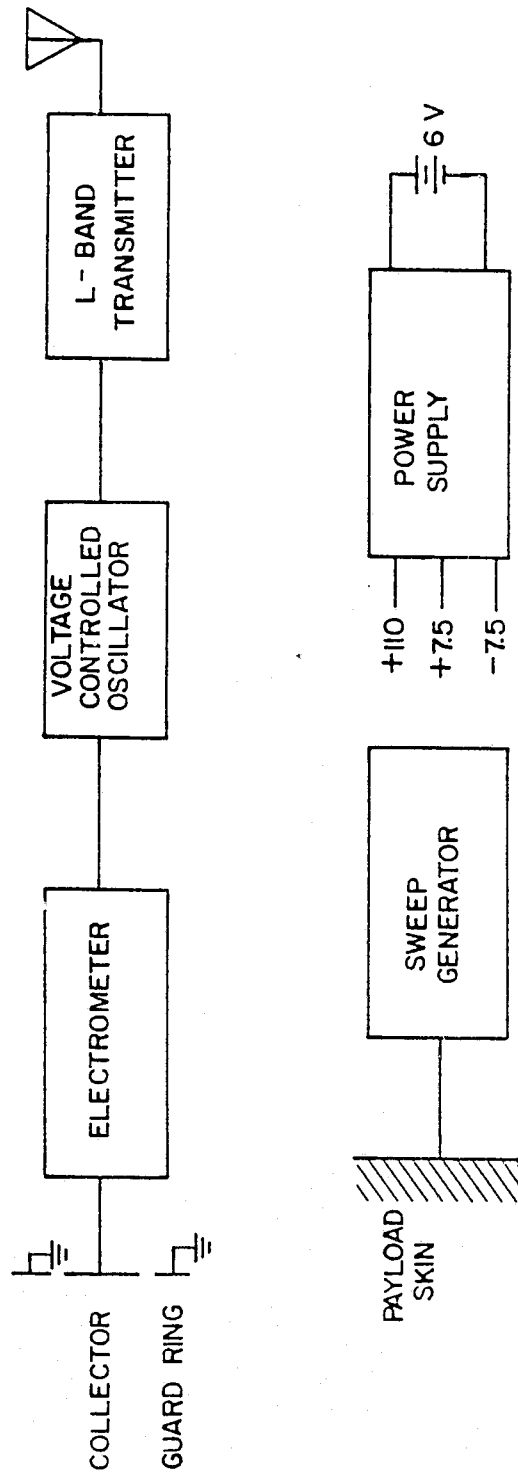 COLLECTOR
GUARD RING
ELECTROMETER
VOLTAGE
CONTROLLED
OSCILLATOR
L-BAND
TRANSMITTER
PAYLOAD
SKIN
SWEEP
GENERATOR
+110
+7.5
-7.5
POWER
SUPPLY
6 V